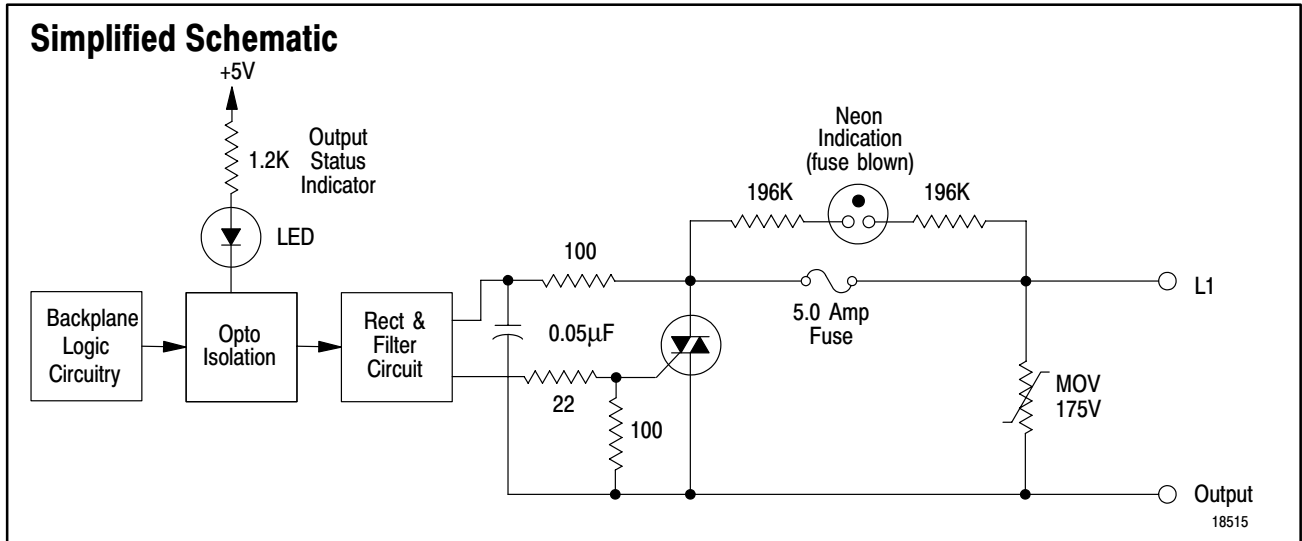 Simplified Schematic
+5V
1.2K
Output
Status
Indicator
LED
Neon
Indication
(fuse blown)
196K
196K
100
L1
5.0 Amp
Fuse
Backplane
Logic
Circuitry
Opto
Isolation
Rect &
Filter
Circuit
0.05µF
22
100
MOV
175V
Output
18515